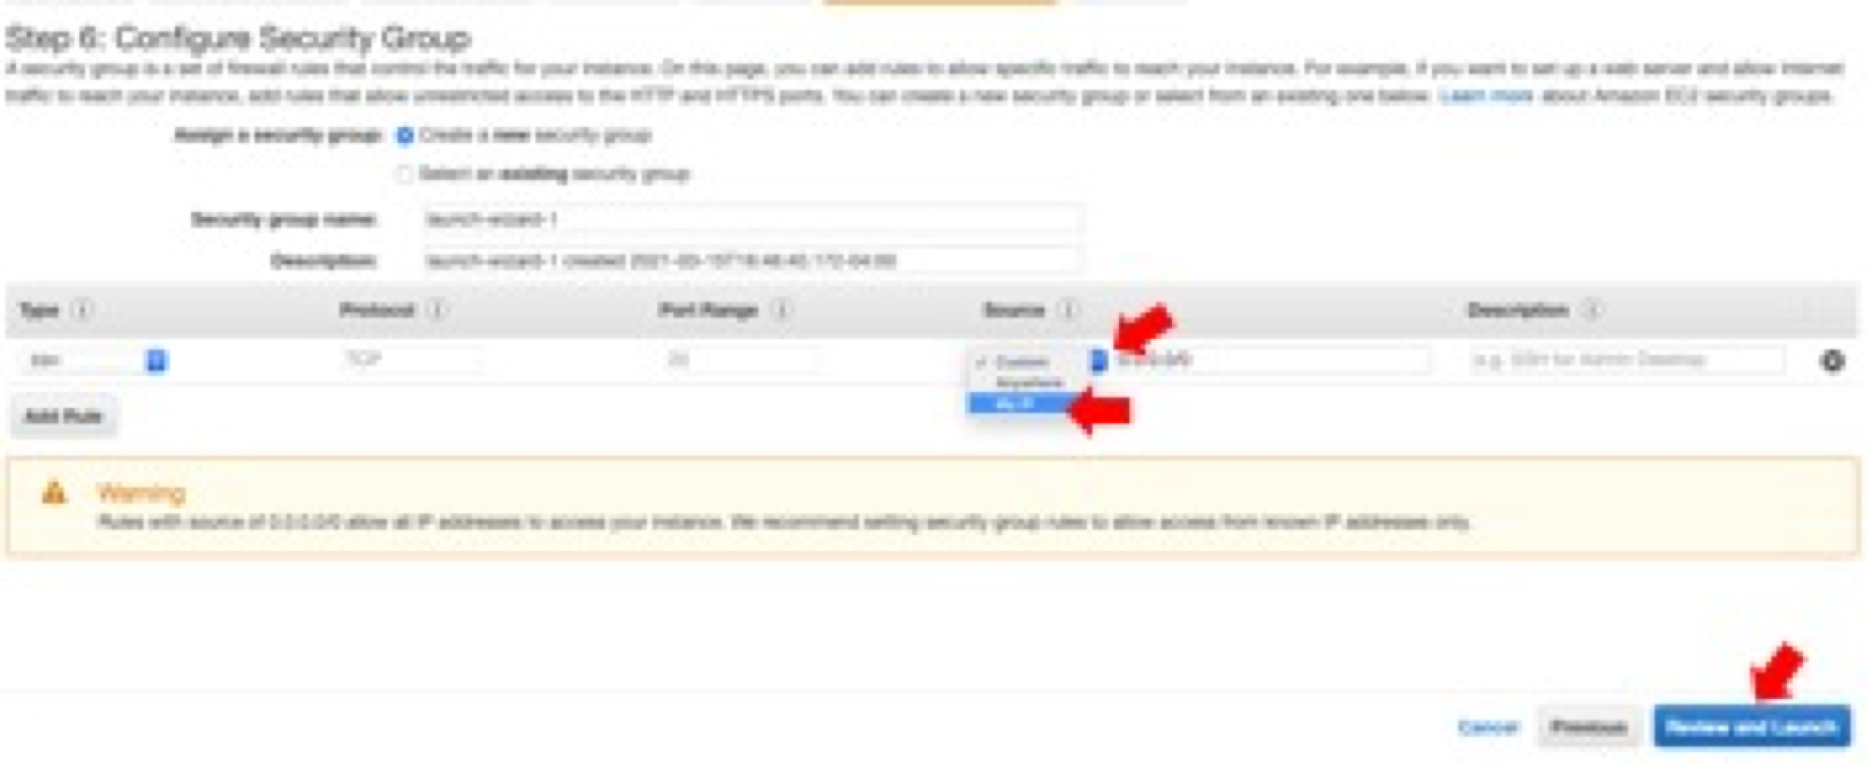 Step 6: Configure Security Group
A security group is a set of firewall rules that control the traffic for your instance. On this page, you can add rules to allow specific traffic to reach your instance. For example, if you want to set up a web server and allow Internet
traffic to reach your instance, add rules that allow unrestricted access to the HTTP and HTTPS ports. You can create a new security group or select from an existing one below. Learn more about Amazon EC2 security groups.
Assign a security group: Create a new security group
Select an existing security group
Security group name: launch-wizard-1
Description: launch-wizard-1 created
Type Protocol Port Range Source Description
SSH TCP 22 Custom 0.0.0.0/0 e.g. SSH for Admin Desktop
Anywhere
My IP
Add Rule
Warning
Rules with source of 0.0.0.0/0 allow all IP addresses to access your instance. We recommend setting security group rules to allow access from known IP addresses only.
Cancel Previous Review and Launch